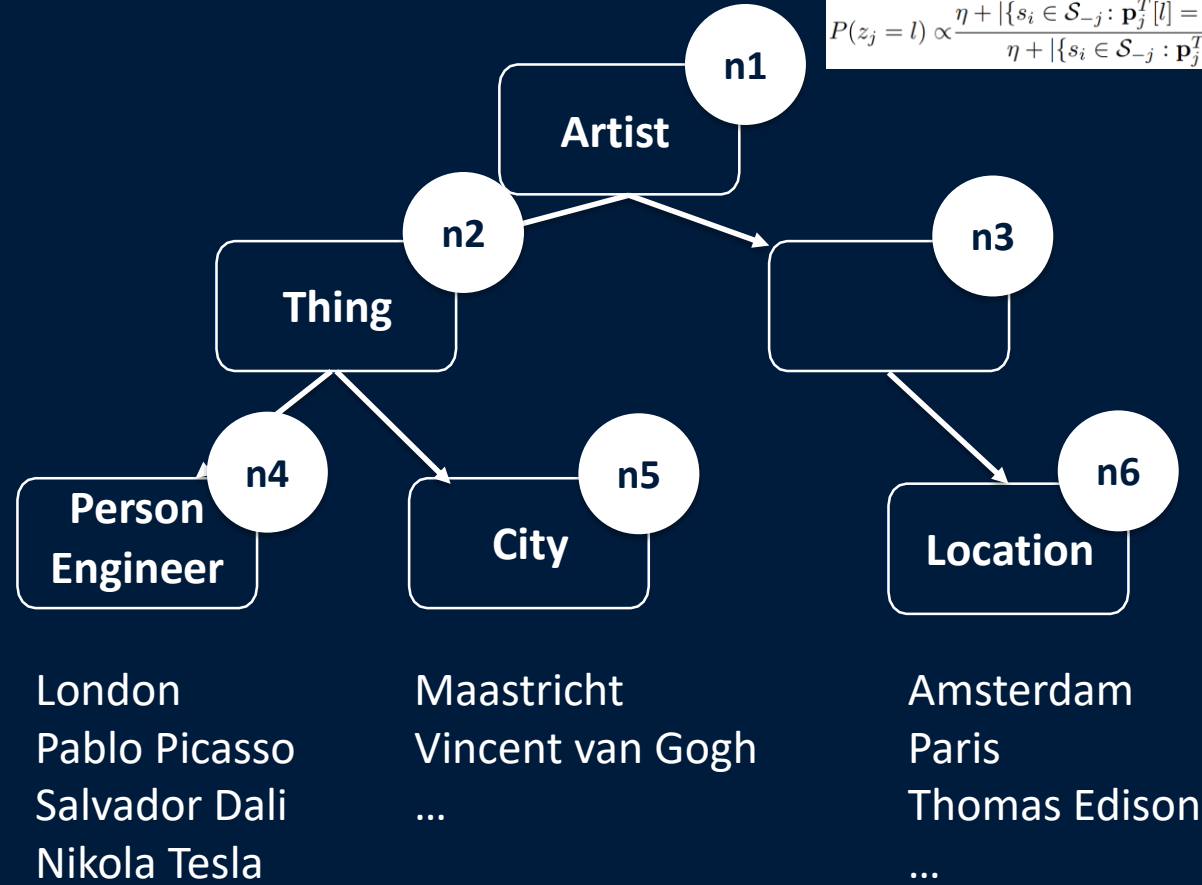 P(z_j = l) ∝ η + |{s_i ∈ S_{−j} : p_j^T[l] =
η + |{s_i ∈ S_{−j} : p_j^T
n1
Artist
n2
Thing
n3
n4
Person
Engineer
n5
City
n6
Location
London
Pablo Picasso
Salvador Dali
Nikola Tesla
Maastricht
Vincent van Gogh
...
Amsterdam
Paris
Thomas Edison
...